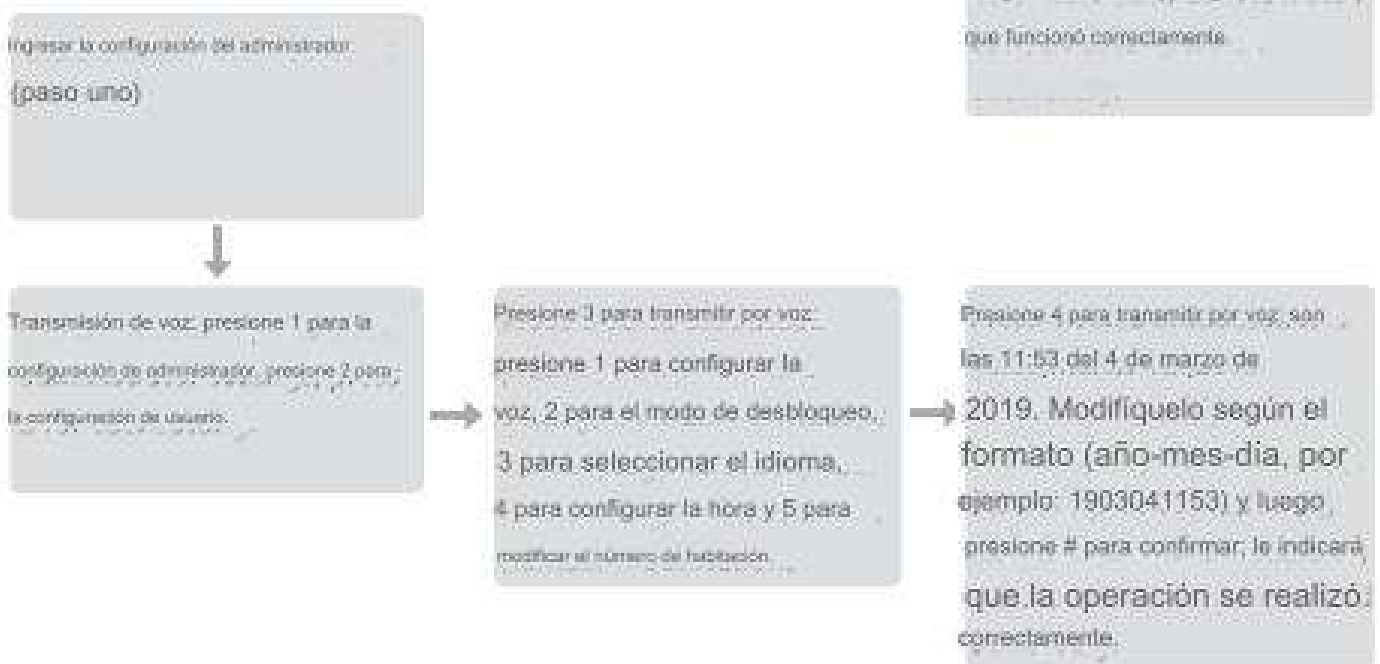 Ingresar la configuración del administrador
(paso uno)
que funcionó correctamente.
Transmisión de voz: presione 1 para la
configuración de administrador, presione 2 para
la configuración de usuario.
Presione 3 para transmitir por voz:
presione 1 para configurar la
voz, 2 para el modo de desbloqueo,
3 para seleccionar el idioma,
4 para configurar la hora y 5 para
modificar el número de habitación.
Presione 4 para transmitir por voz, son
las 11:53 del 4 de marzo de
2019. Modifíquelo según el
formato (año-mes-día, por
ejemplo: 1903041153) y luego
presione # para confirmar, le indicará
que la operación se realizó
correctamente.